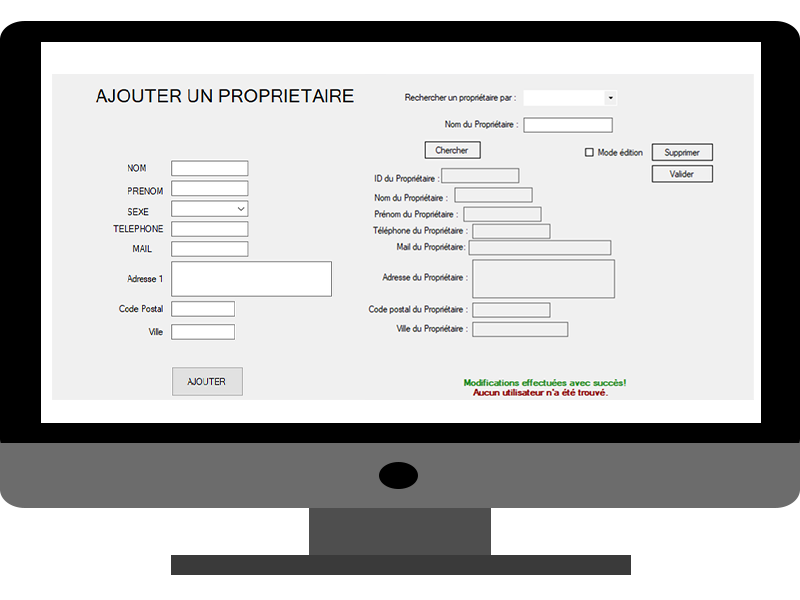 AJOUTER UN PROPRIETAIRE
NOM
PRENOM
SEXE
TELEPHONE
MAIL
Adresse 1
Code Postal
Ville
AJOUTER
Rechercher un propriétaire par :
Nom du Propriétaire :
Chercher
Mode édition
Supprimer
Valider
ID du Propriétaire :
Nom du Propriétaire :
Prénom du Propriétaire :
Téléphone du Propriétaire :
Mail du Propriétaire:
Adresse du Propriétaire :
Code postal du Propriétaire :
Ville du Propriétaire :
Modifications effectuées avec succès!
Aucun utilisateur n'a été trouvé.